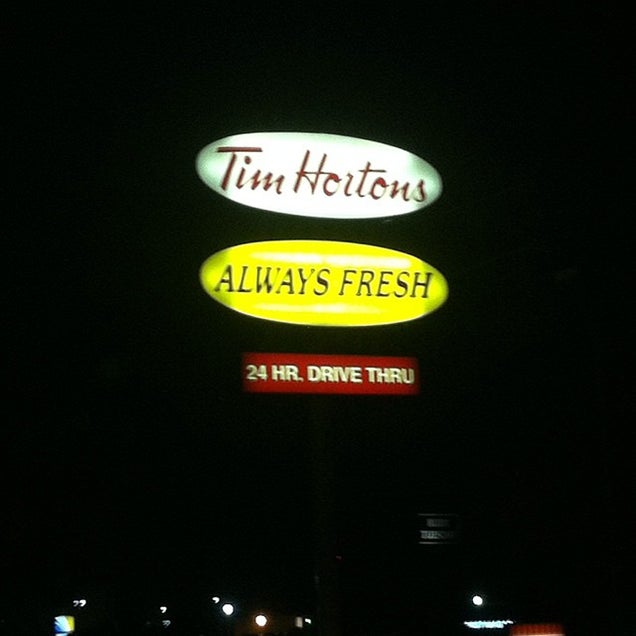 Tim Hortons
ALWAYS FRESH
24 HR. DRIVE THRU